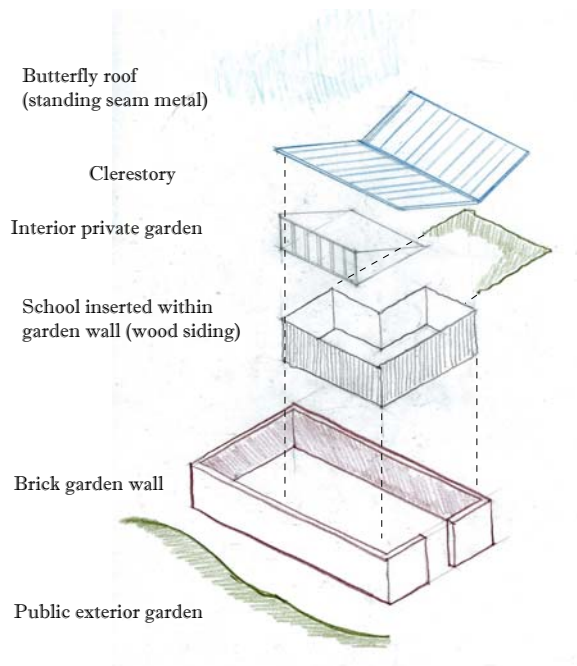 Butterfly roof
(standing seam metal)
Clerestory
Interior private garden
School inserted within
garden wall (wood siding)
Brick garden wall
Public exterior garden